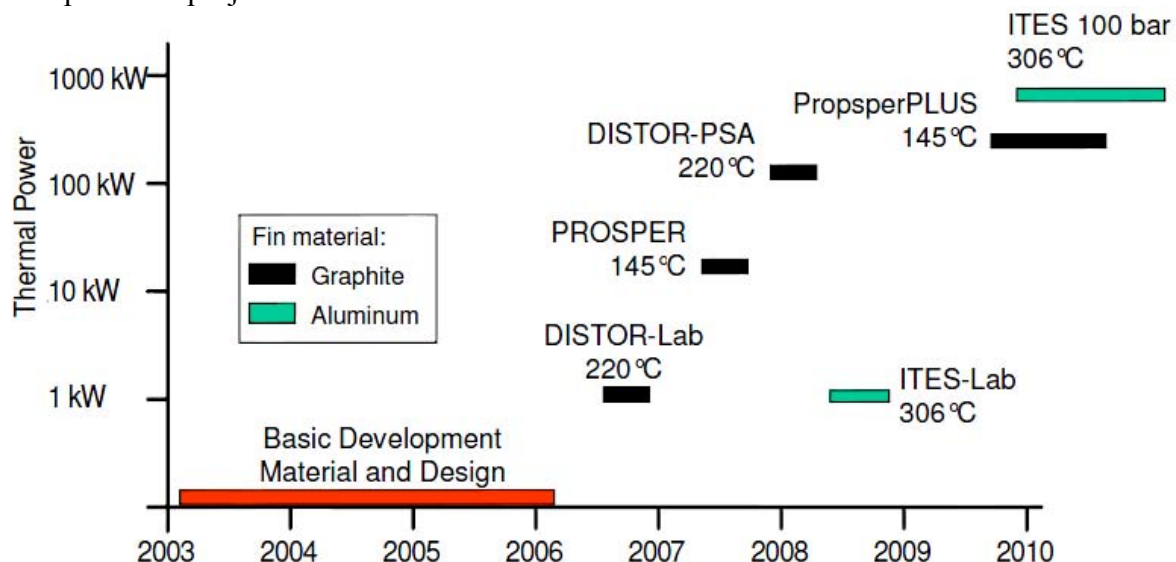 ITES 100 bar
306°C
1000 kW
PropsperPLUS
145°C
DISTOR-PSA
220°C
100 kW
Thermal Power
Fin material:
Graphite
Aluminum
PROSPER
145°C
10 kW
DISTOR-Lab
220°C
1 kW
ITES-Lab
306°C
Basic Development
Material and Design
2003 2004 2005 2006 2007 2008 2009 2010